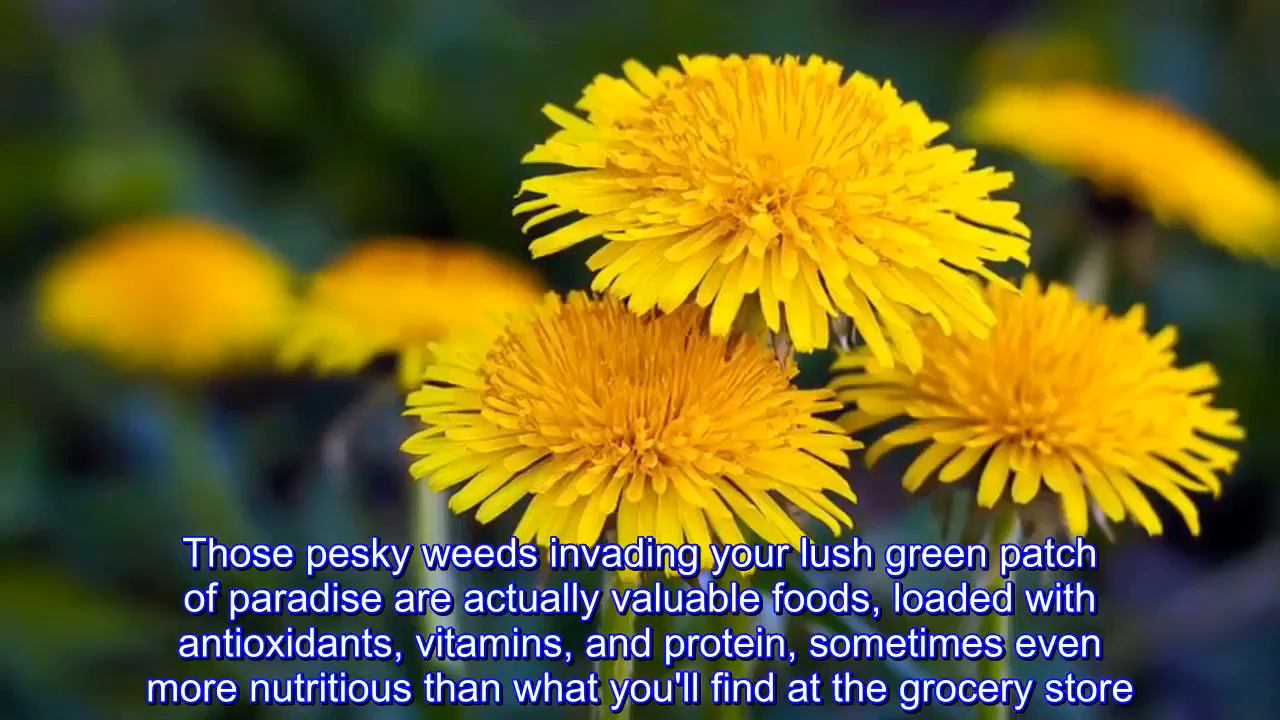 Those pesky weeds invading your lush green patch
of paradise are actually valuable foods, loaded with
antioxidants, vitamins, and protein, sometimes even
more nutritious than what you'll find at the grocery store